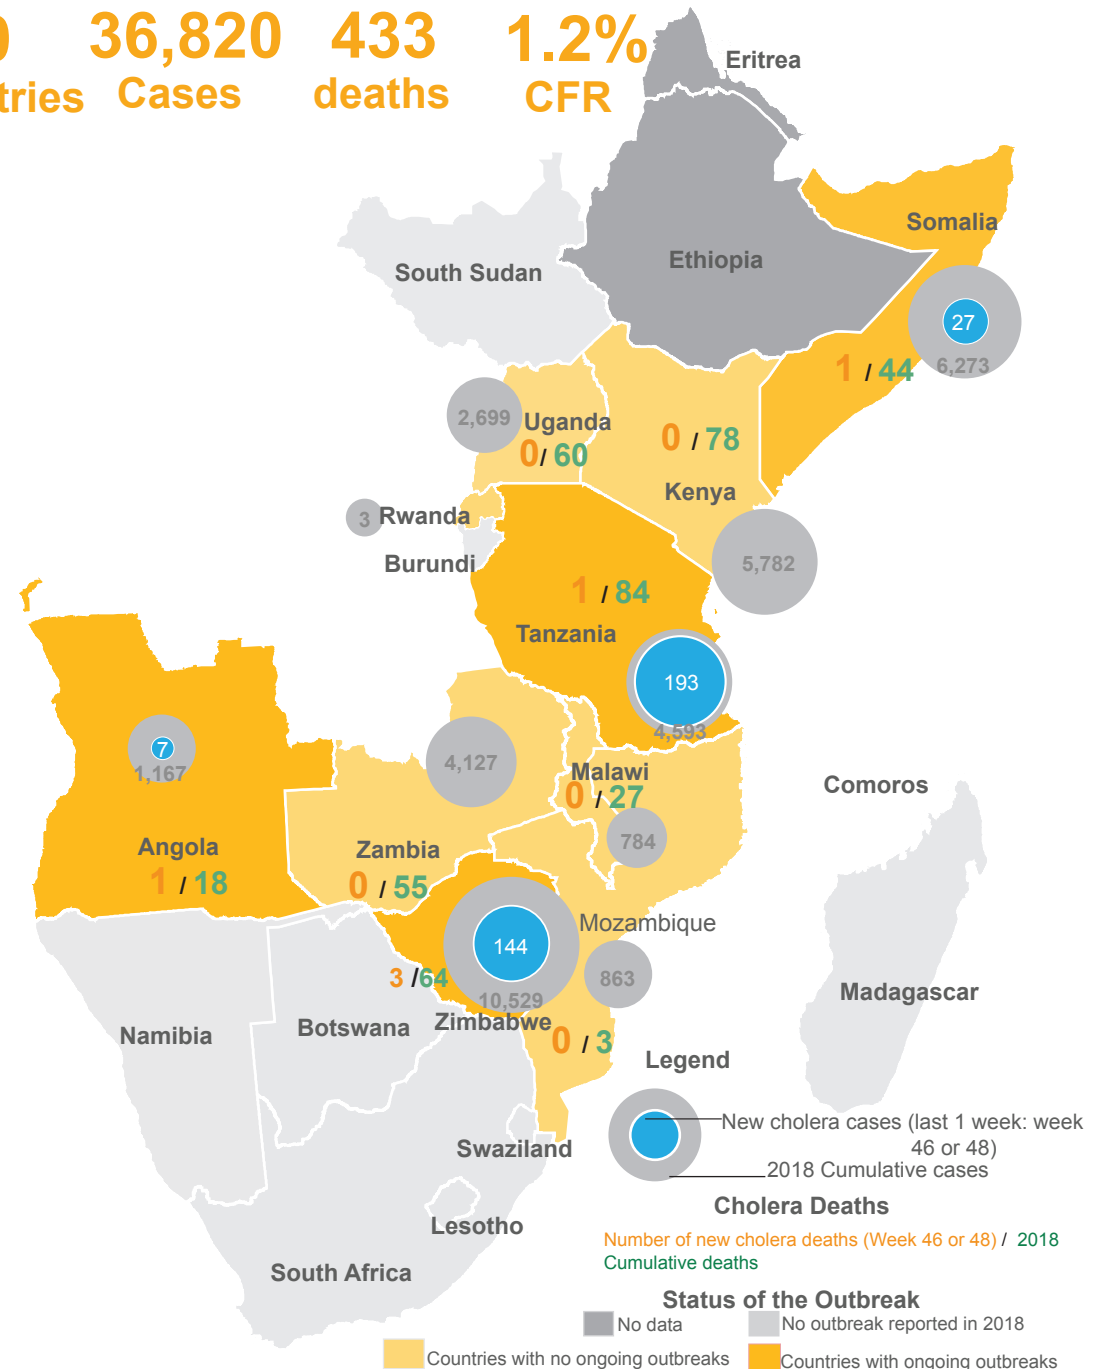 0 36,820 433 1.2%
tries Cases deaths CFR
Eritrea
Somalia
Ethiopia
South Sudan
27
6,273
1 / 44
2,699
Uganda
0/ 60
0 / 78
Kenya
3 Rwanda
Burundi
5,782
1 / 84
Tanzania
193
4,593
7
1,167
4,127
Malawi
0 / 27
784
Comoros
Angola
1 / 18
Zambia
0 / 55
Mozambique
144
863
3 /64
10,529
Zimbabwe
Madagascar
Namibia
Botswana
0 / 3
Legend
New cholera cases (last 1 week: week
46 or 48)
2018 Cumulative cases
Swaziland
Lesotho
South Africa
Cholera Deaths
Number of new cholera deaths (Week 46 or 48) / 2018
Cumulative deaths
Status of the Outbreak
No data No outbreak reported in 2018
Countries with no ongoing outbreaks Countries with ongoing outbreaks